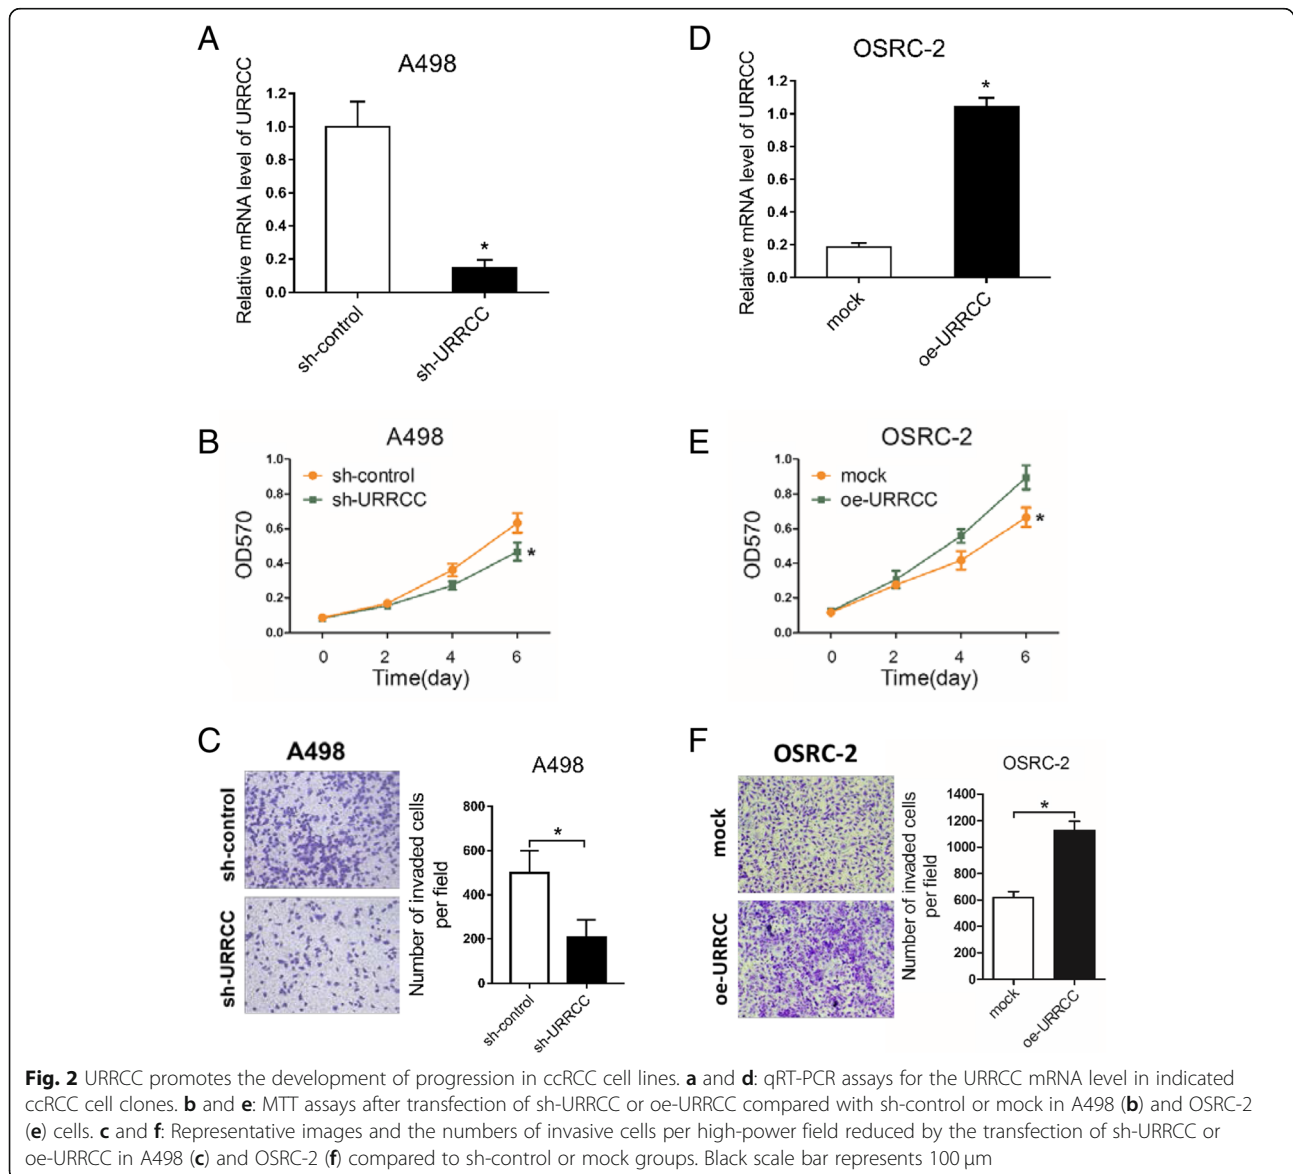 A
A498
Relative mRNA level of URRCC
1.2
1.0
0.8
0.6
0.4
0.2
0.0
*
sh-control
sh-URRCC
D
OSRC-2
Relative mRNA level of URRCC
1.2
1.0
0.8
0.6
0.4
0.2
0.0
*
mock
oe-URRCC
B
A498
OD570
1.0
0.8
0.6
0.4
0.2
0.0
sh-control
sh-URRCC
*
0 2 4 6
Time(day)
E
OSRC-2
OD570
1.0
0.8
0.6
0.4
0.2
0.0
mock
oe-URRCC
*
0 2 4 6
Time(day)
C
A498
sh-control
sh-URRCC
A498
Number of invaded cells
per field
800
600
400
200
0
*
sh-control
sh-URRCC
F
OSRC-2
mock
oe-URRCC
OSRC-2
Number of invaded cells
per field
1400
1200
1000
800
600
400
200
0
*
mock
oe-URRCC
Fig. 2 URRCC promotes the development of progression in ccRCC cell lines. a and d: qRT-PCR assays for the URRCC mRNA level in indicated
ccRCC cell clones. b and e: MTT assays after transfection of sh-URRCC or oe-URRCC compared with sh-control or mock in A498 (b) and OSRC-2
(e) cells. c and f: Representative images and the numbers of invasive cells per high-power field reduced by the transfection of sh-URRCC or
oe-URRCC in A498 (c) and OSRC-2 (f) compared to sh-control or mock groups. Black scale bar represents 100 μm